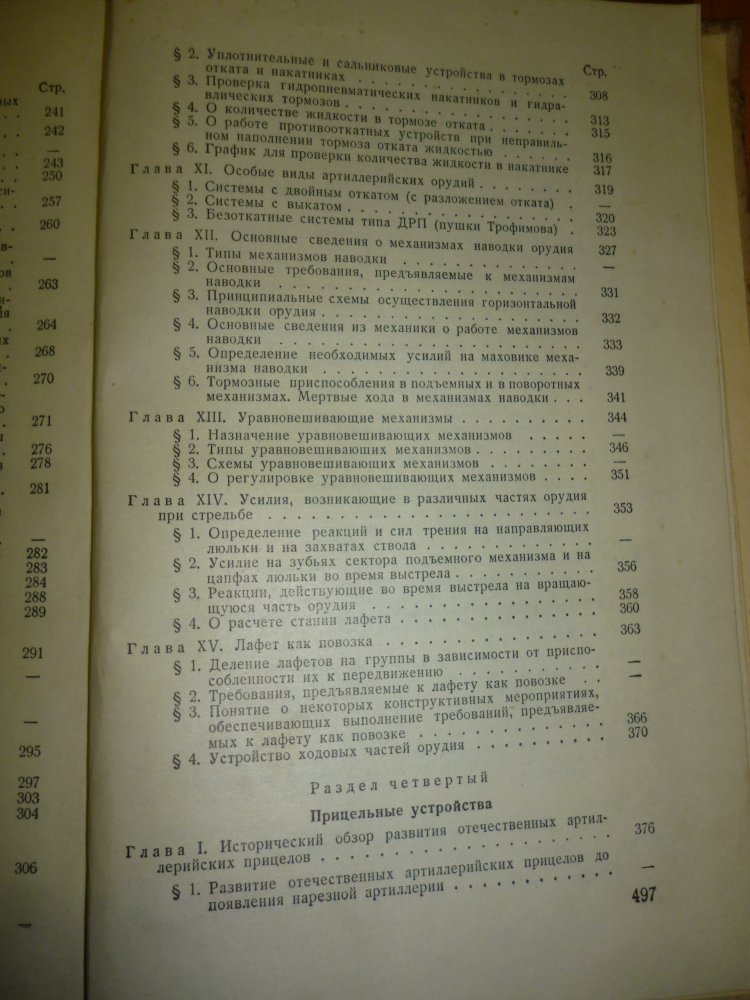 Стр.
241
242
—
243
250
257
260
—
263
264
268
270
271
276
278
281
—
282
283
284
288
289
291
—
—
295
297
303
304
306
—
Стр.
§ 2. Уплотнительные и сальниковые устройства в тормозах
отката и накатниках . . . . . . . . . . . . . 308
§ 3. Проверка гидропневматических накатников и гидра-
влических тормозов . . . . . . . . . . . . . 313
§ 4. О количестве жидкости в тормозе отката . . . . . . 315
§ 5. О работе противооткатных устройств при неправиль-
ном наполнении тормоза отката жидкостью . . . . . . 316
§ 6. График для проверки количества жидкости в накатнике 317
Глава XI. Особые виды артиллерийских орудий . . . . . . . 319
§ 1. Системы с двойным откатом (с разложением отката) . —
§ 2. Системы с выкатом . . . . . . . . . . . . . . 320
§ 3. Безоткатные системы типа ДРП (пушки Трофимова) . 323
Глава XII. Основные сведения о механизмах наводки орудия 327
§ 1. Типы механизмов наводки . . . . . . . . . . . —
§ 2. Основные требования, предъявляемые к механизмам
наводки . . . . . . . . . . . . . . . . . . 331
§ 3. Принципиальные схемы осуществления горизонтальной
наводки орудия . . . . . . . . . . . . . . . 332
§ 4. Основные сведения из механики о работе механизмов
наводки . . . . . . . . . . . . . . . . . . 333
§ 5. Определение необходимых усилий на маховике меха-
низма наводки . . . . . . . . . . . . . . . 339
§ 6. Тормозные приспособления в подъемных и в поворотных
механизмах. Мертвые хода в механизмах наводки . . . 341
Глава XIII. Уравновешивающие механизмы . . . . . . . . . 344
§ 1. Назначение уравновешивающих механизмов . . . . . —
§ 2. Типы уравновешивающих механизмов . . . . . . . . 346
§ 3. Схемы уравновешивающих механизмов . . . . . . . —
§ 4. О регулировке уравновешивающих механизмов . . . . 351
Глава XIV. Усилия, возникающие в различных частях орудия
при стрельбе . . . . . . . . . . . . . . . . . . 353
§ 1. Определение реакций и сил трения на направляющих
люльки и на захватах ствола . . . . . . . . . . —
§ 2. Усилие на зубьях сектора подъемного механизма и на
цапфах люльки во время выстрела . . . . . . . . . 356
§ 3. Реакции, действующие во время выстрела на вращаю-
щуюся часть орудия . . . . . . . . . . . . . 358
§ 4. О расчете станин лафета . . . . . . . . . . . . 360
Глава XV. Лафет как повозка . . . . . . . . . . . . . 363
§ 1. Деление лафетов на группы в зависимости от приспо-
собленности их к передвижению . . . . . . . . . —
§ 2. Требования, предъявляемые к лафету как повозке . . —
§ 3. Понятие о некоторых конструктивных мероприятиях,
обеспечивающих выполнение требований, предъявляе-
мых к лафету как повозке . . . . . . . . . . . 366
§ 4. Устройство ходовых частей орудия . . . . . . . . 370
Раздел четвертый
Прицельные устройства
Глава I. Исторический обзор развития отечественных артил-
лерийских прицелов . . . . . . . . . . . . . . . 376
§ 1. Развитие отечественных артиллерийских прицелов до
появления нарезной артиллерии . . . . . . . . . —
497